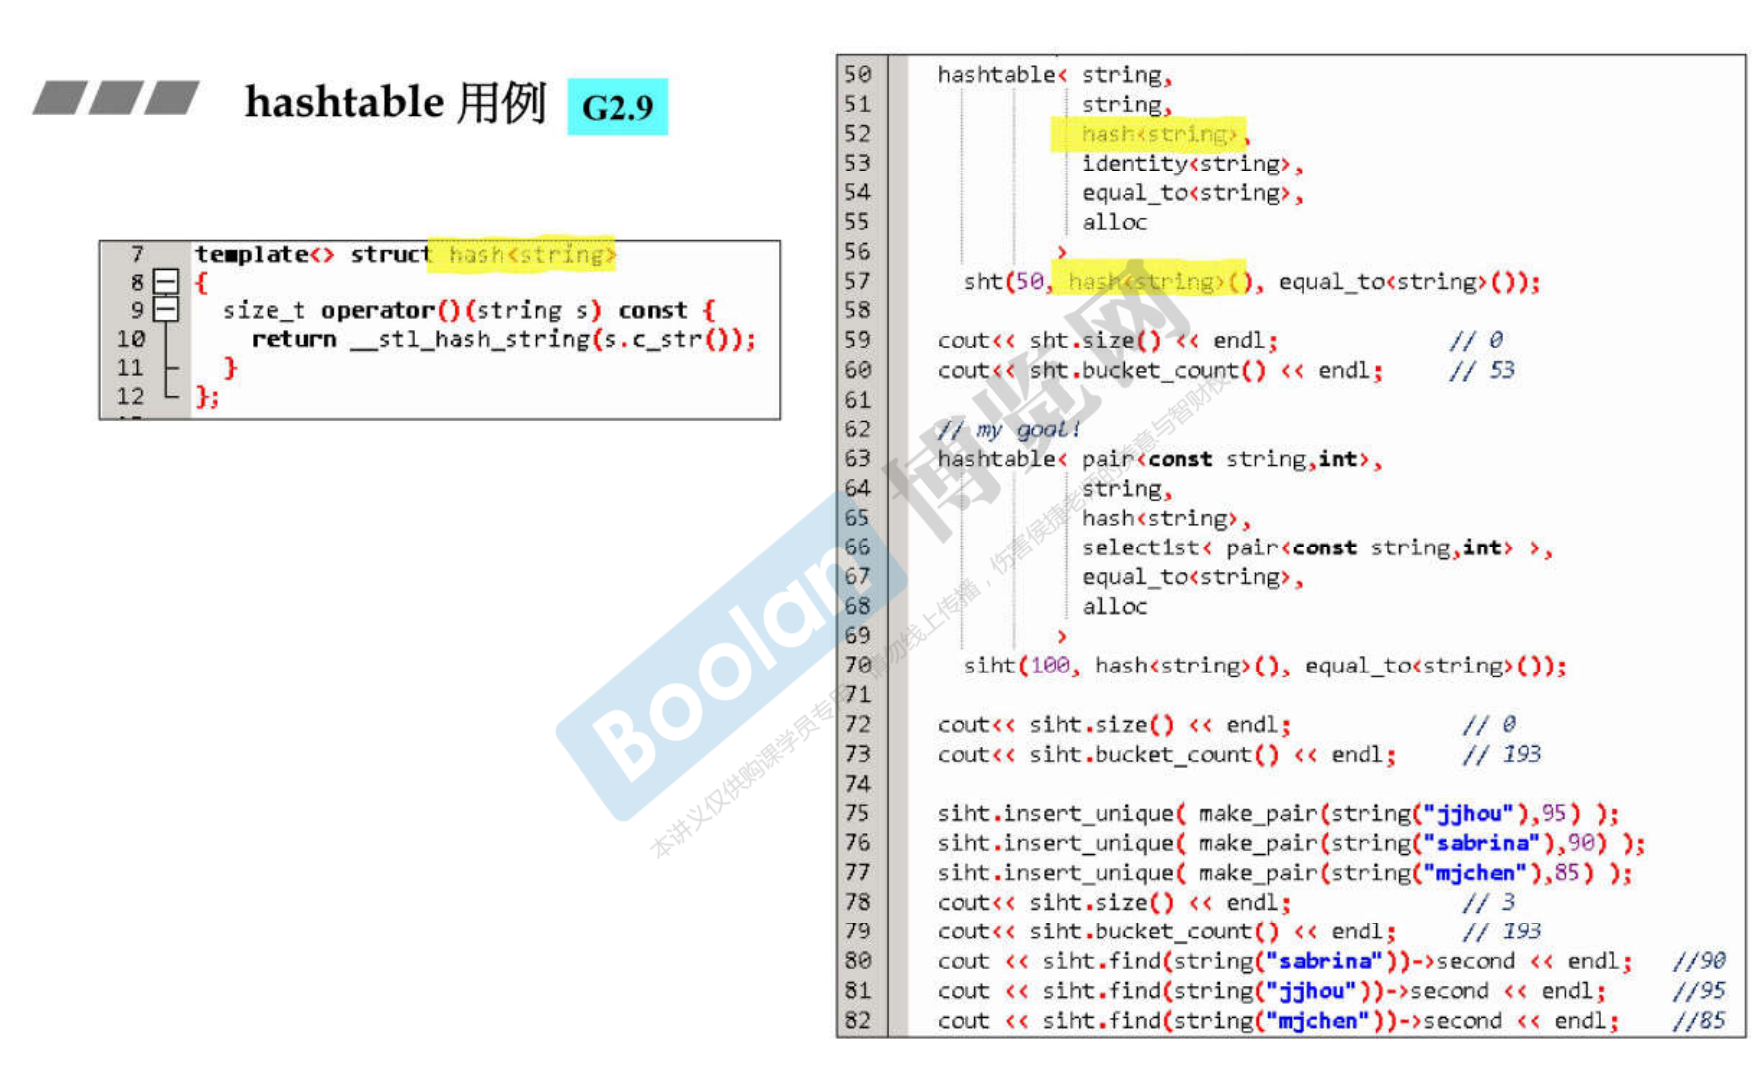 hashtable 用例 G2.9
7 template<> struct hash<string>
8 {
9 size_t operator()(string s) const {
10 return __stl_hash_string(s.c_str());
11 }
12 };
50 hashtable< string,
51 string,
52 hash<string>,
53 identity<string>,
54 equal_to<string>,
55 alloc
56 >
57 sht(50, hash<string>(), equal_to<string>());
58
59 cout<< sht.size() << endl; // 0
60 cout<< sht.bucket_count() << endl; // 53
61
62 // my goal!
63 hashtable< pair<const string,int>,
64 string,
65 hash<string>,
66 select1st< pair<const string,int> >,
67 equal_to<string>,
68 alloc
69 >
70 siht(100, hash<string>(), equal_to<string>());
71
72 cout<< siht.size() << endl; // 0
73 cout<< siht.bucket_count() << endl; // 193
74
75 siht.insert_unique( make_pair(string("jjhou"),95) );
76 siht.insert_unique( make_pair(string("sabrina"),90) );
77 siht.insert_unique( make_pair(string("mjchen"),85) );
78 cout<< siht.size() << endl; // 3
79 cout<< siht.bucket_count() << endl; // 193
80 cout << siht.find(string("sabrina"))->second << endl; //90
81 cout << siht.find(string("jjhou"))->second << endl; //95
82 cout << siht.find(string("mjchen"))->second << endl; //85
Boolan 博览网
本讲义仅供购课学员专用,请勿线上传播,伤害侯捷老师的美意与智财权